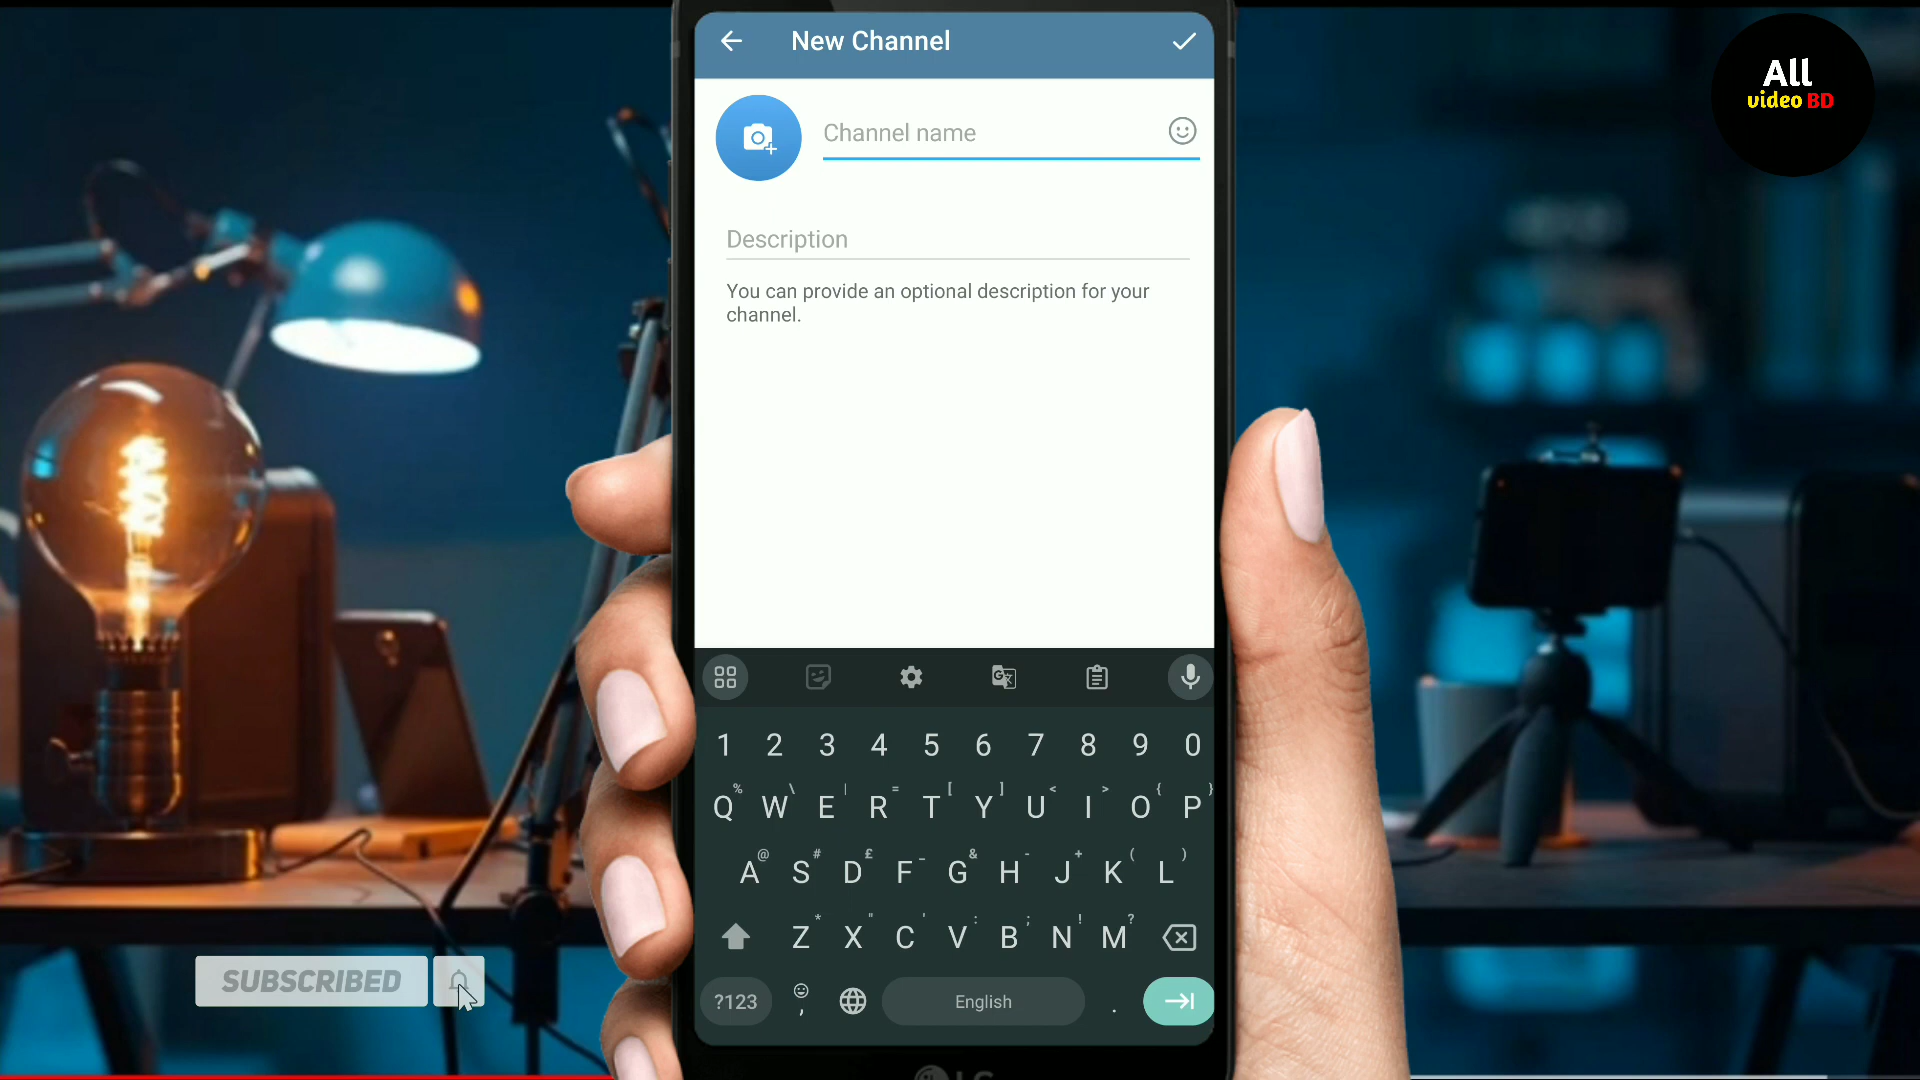 New Channel
Channel name
Description
You can provide an optional description for your
channel.
1 2 3 4 5 6 7 8 9 0
% \ | = [ ] < > { }
Q W E R T Y U I O P
@ # £ _ & - + ( )
A S D F G H J K L
* " ' : ; ! ?
Z X C V B N M
?123 , English .
All
video BD
SUBSCRIBED
LG